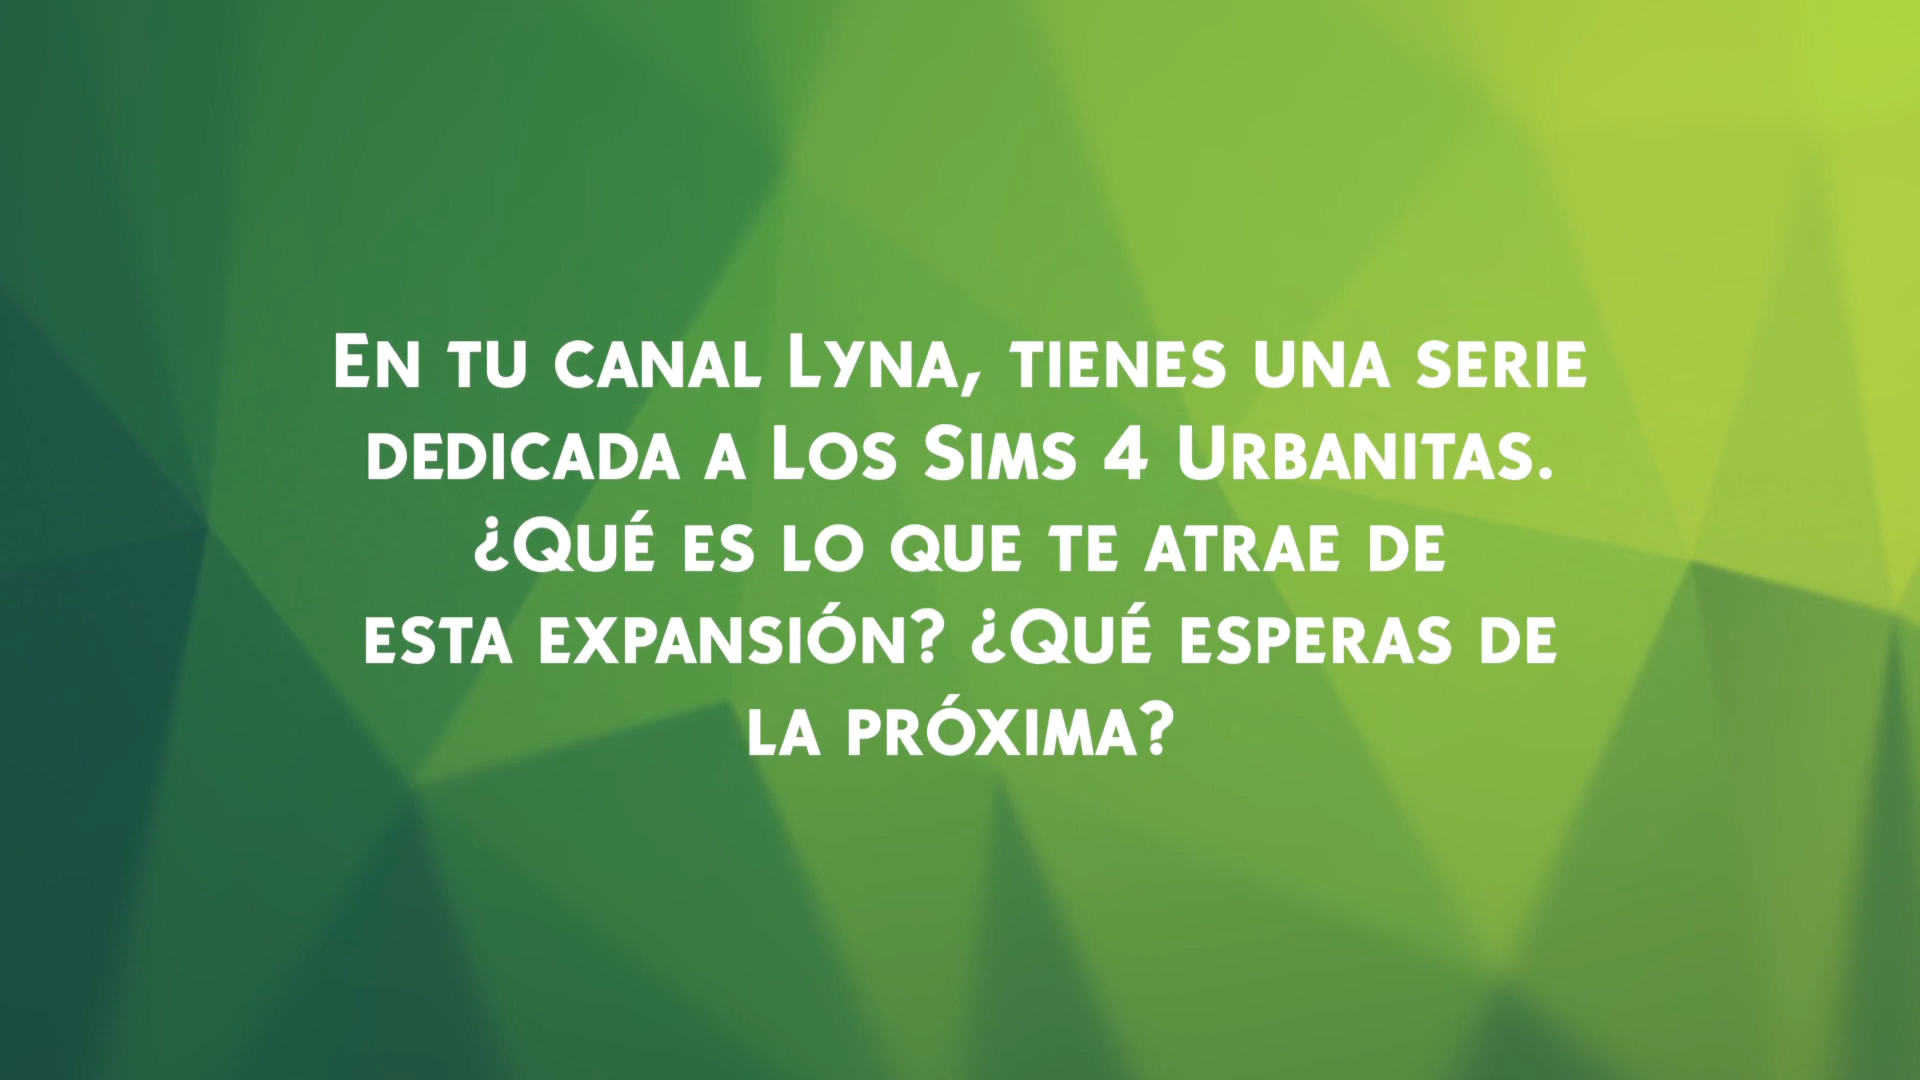 En tu canal Lyna, tienes una serie
dedicada a Los Sims 4 Urbanitas.
¿Qué es lo que te atrae de
esta expansión? ¿Qué esperas de
la próxima?